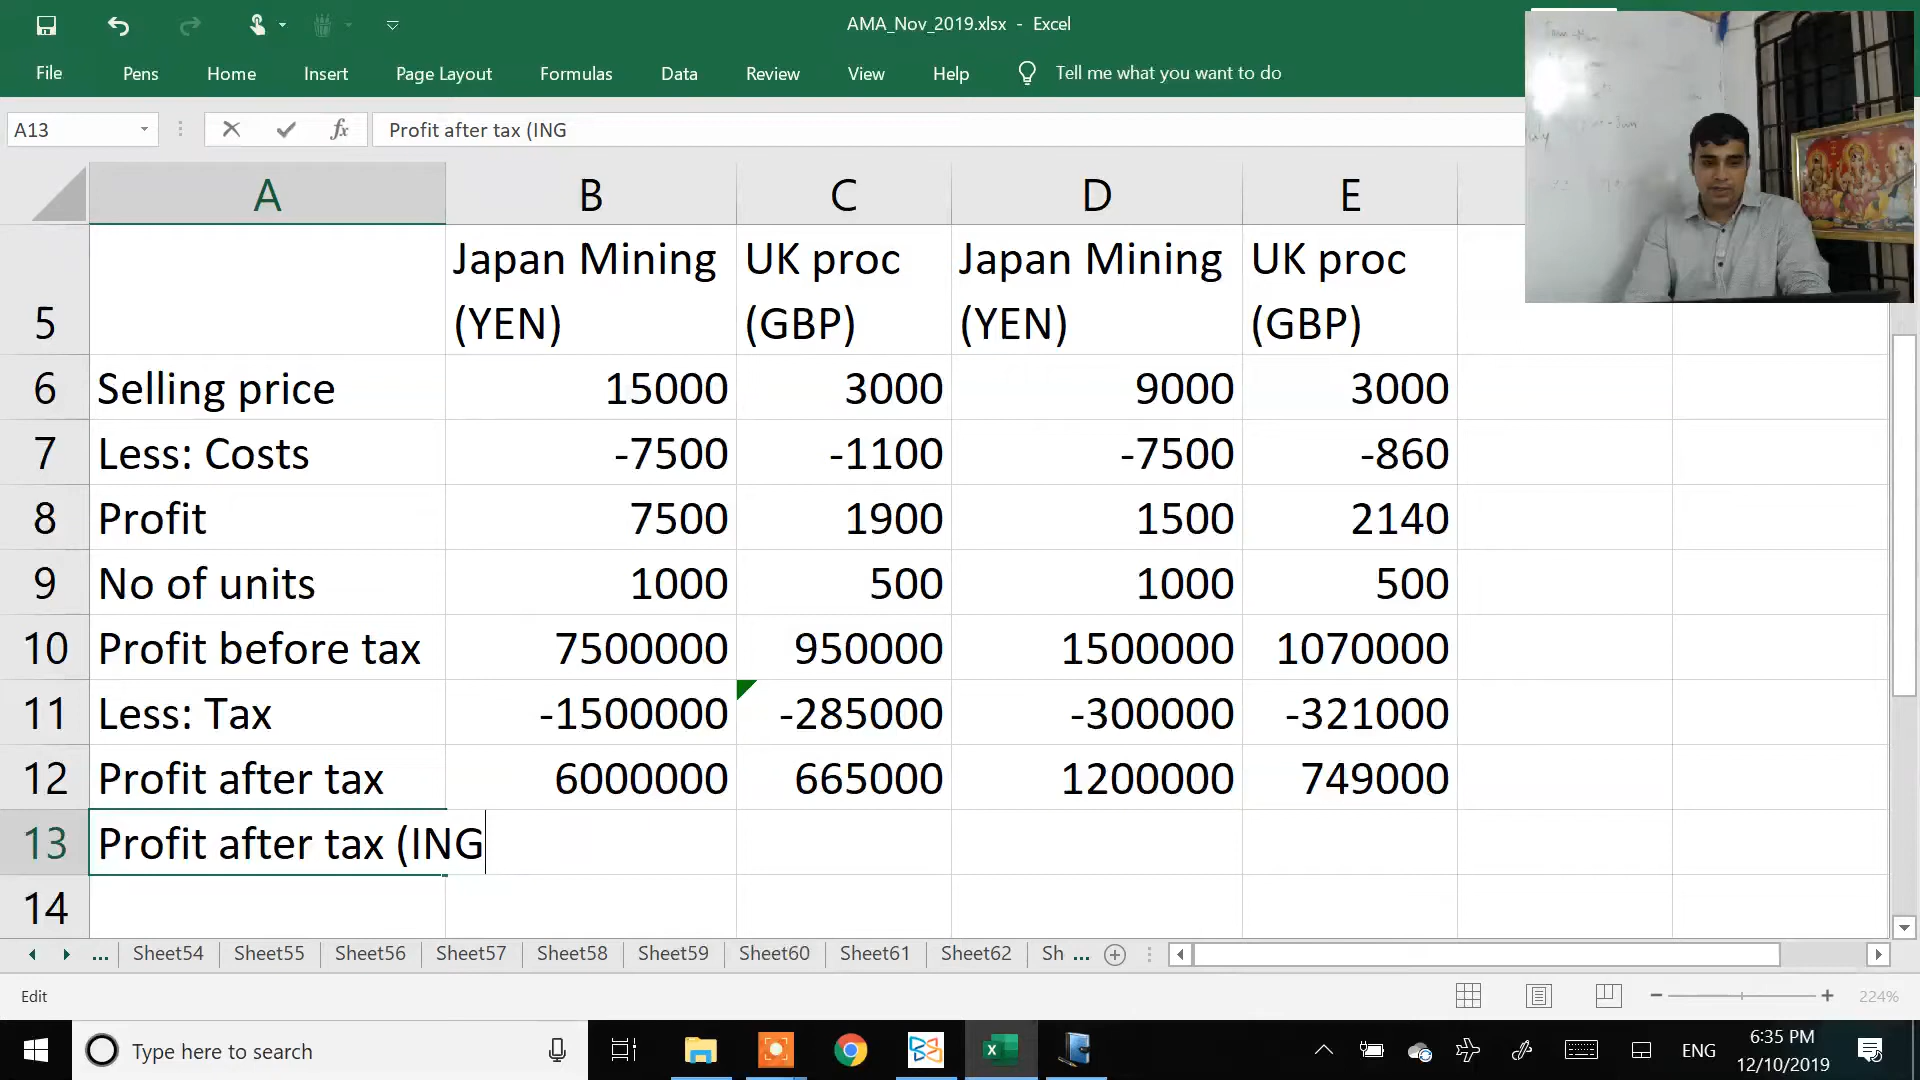 AMA_Nov_2019.xlsx - Excel
File Pens Home Insert Page Layout Formulas Data Review View Help Tell me what you want to do
A13 fx Profit after tax (ING
A B C D E
5 Japan Mining (YEN) UK proc (GBP) Japan Mining (YEN) UK proc (GBP)
6 Selling price 15000 3000 9000 3000
7 Less: Costs -7500 -1100 -7500 -860
8 Profit 7500 1900 1500 2140
9 No of units 1000 500 1000 500
10 Profit before tax 7500000 950000 1500000 1070000
11 Less: Tax -1500000 -285000 -300000 -321000
12 Profit after tax 6000000 665000 1200000 749000
13 Profit after tax (ING
14
... Sheet54 Sheet55 Sheet56 Sheet57 Sheet58 Sheet59 Sheet60 Sheet61 Sheet62 Sh ...
Edit 224%
Type here to search ENG 6:35 PM
12/10/2019